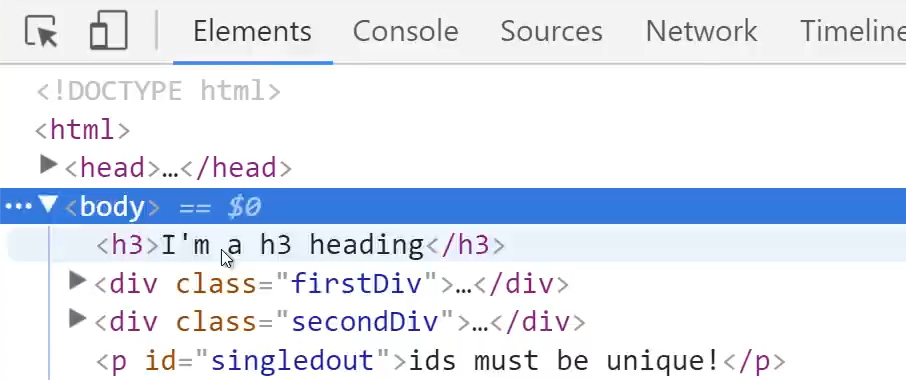 Elements Console Sources Network Timeline
<!DOCTYPE html>
<html>
<head>…</head>
<body> == $0
<h3>I'm a h3 heading</h3>
<div class="firstDiv">…</div>
<div class="secondDiv">…</div>
<p id="singledout">ids must be unique!</p>